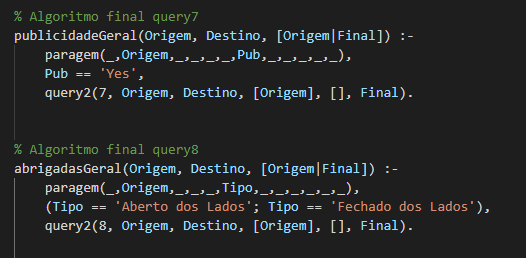 % Algoritmo final query7
publicidadeGeral(Origem, Destino, [Origem|Final]) :-
    paragem(_,Origem,_,_,_,_,Pub,_,_,_,_,_),
    Pub == 'Yes',
    query2(7, Origem, Destino, [Origem], [], Final).
% Algoritmo final query8
abrigadasGeral(Origem, Destino, [Origem|Final]) :-
    paragem(_,Origem,_,_,_,Tipo,_,_,_,_,_,_),
    (Tipo == 'Aberto dos Lados'; Tipo == 'Fechado dos Lados'),
    query2(8, Origem, Destino, [Origem], [], Final).